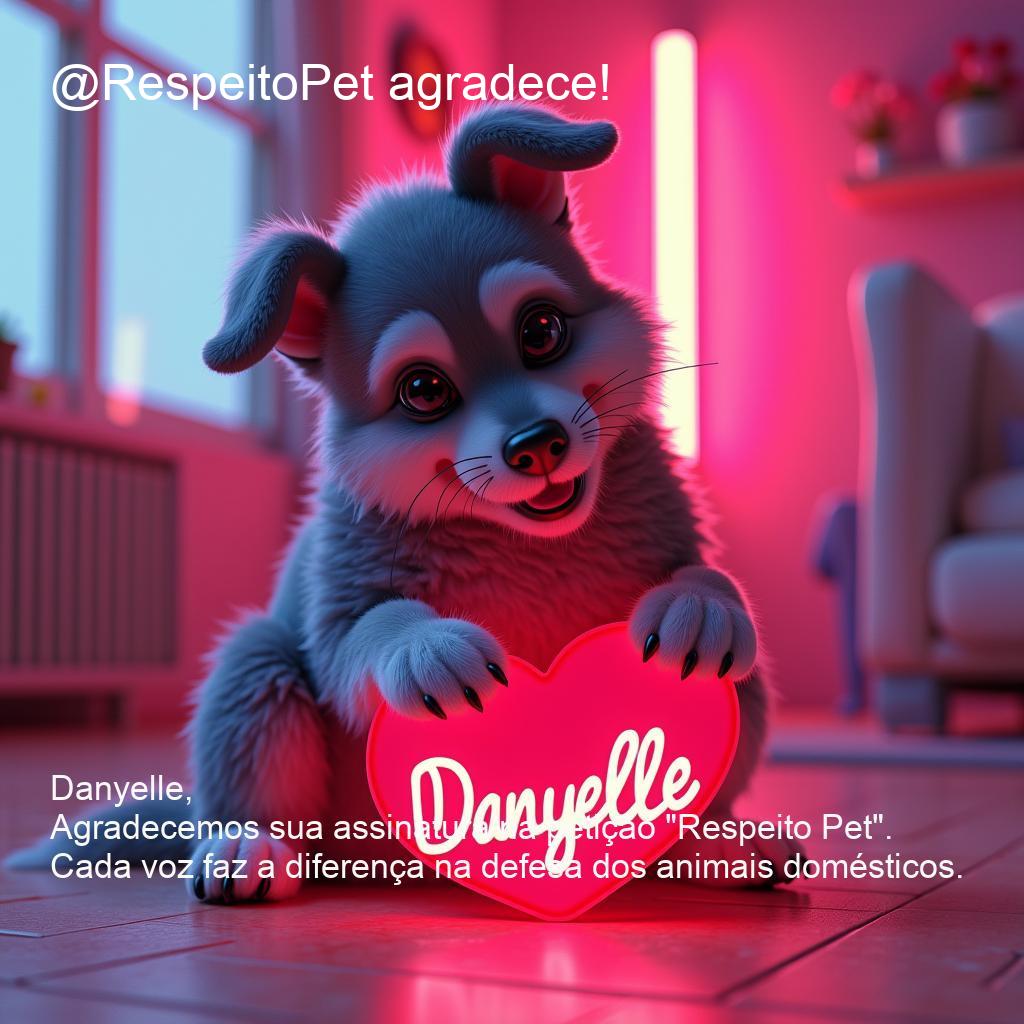 @RespeitoPet agradece!
Danyelle
Danyelle,
Agradecemos sua assinatura na petição "Respeito Pet".
Cada voz faz a diferença na defesa dos animais domésticos.